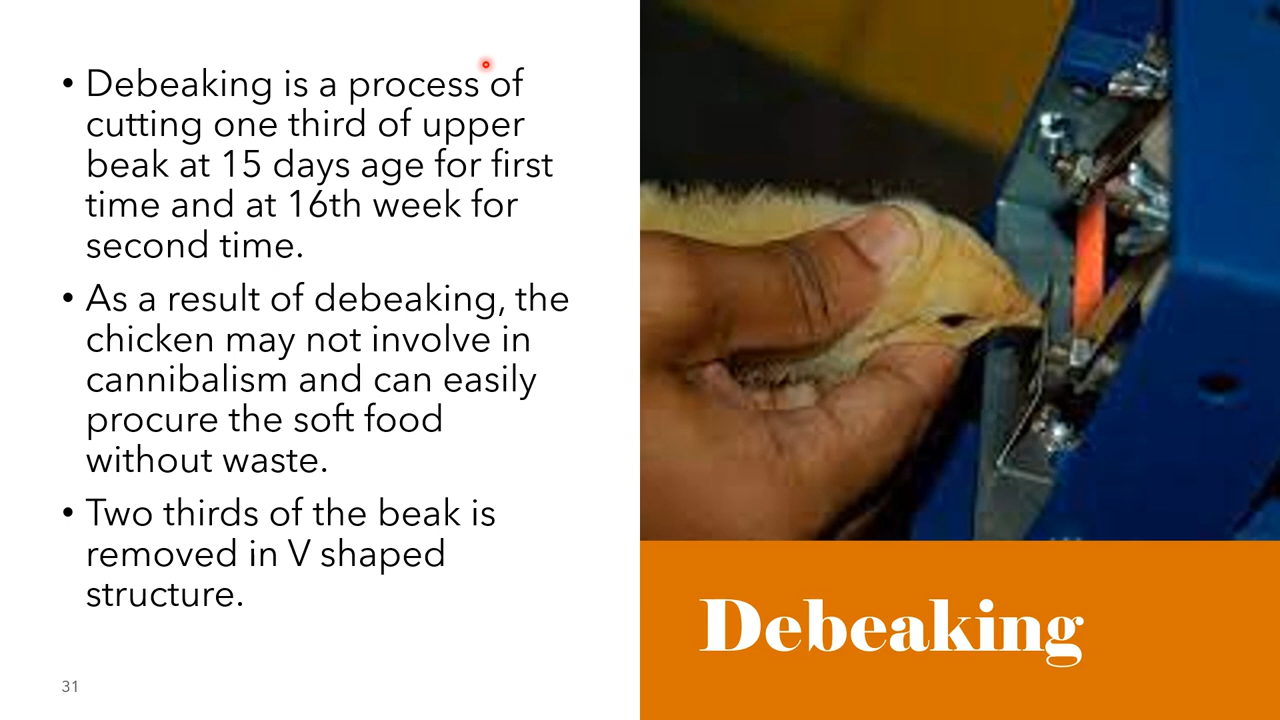 • Debeaking is a process of
cutting one third of upper
beak at 15 days age for first
time and at 16th week for
second time.
• As a result of debeaking, the
chicken may not involve in
cannibalism and can easily
procure the soft food
without waste.
• Two thirds of the beak is
removed in V shaped
structure.
31
Debeaking